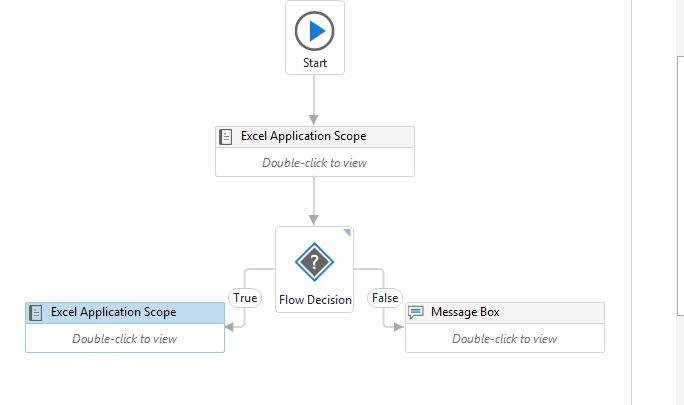 Start
Excel Application Scope
Double-click to view
?
Flow Decision
True
False
Excel Application Scope
Double-click to view
Message Box
Double-click to view